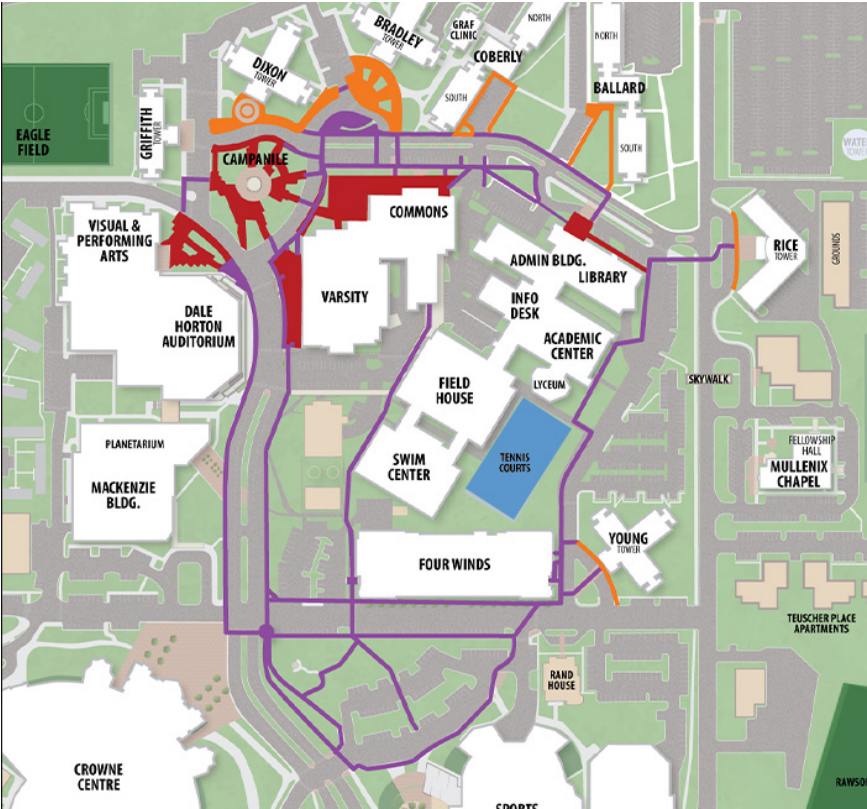 NORTH
BRADLEY
TOWER
GRAF
CLINIC
COBERLY
NORTH
DIXON
TOWER
SOUTH
BALLARD
EAGLE
FIELD
GRIFFITH
TOWER
CAMPANILE
SOUTH
WATER
TOWER
VISUAL &
PERFORMING
ARTS
COMMONS
ADMIN BLDG.
LIBRARY
RICE
TOWER
GROUNDS
VARSITY
INFO
DESK
DALE
HORTON
AUDITORIUM
ACADEMIC
CENTER
LYCEUM
FIELD
HOUSE
SKYWALK
PLANETARIUM
MACKENZIE
BLDG.
SWIM
CENTER
TENNIS
COURTS
FELLOWSHIP
HALL
MULLENIX
CHAPEL
YOUNG
TOWER
FOUR WINDS
TEUSCHER PLACE
APARTMENTS
RAND
HOUSE
CROWNE
CENTRE
SPORTS
RAWSO